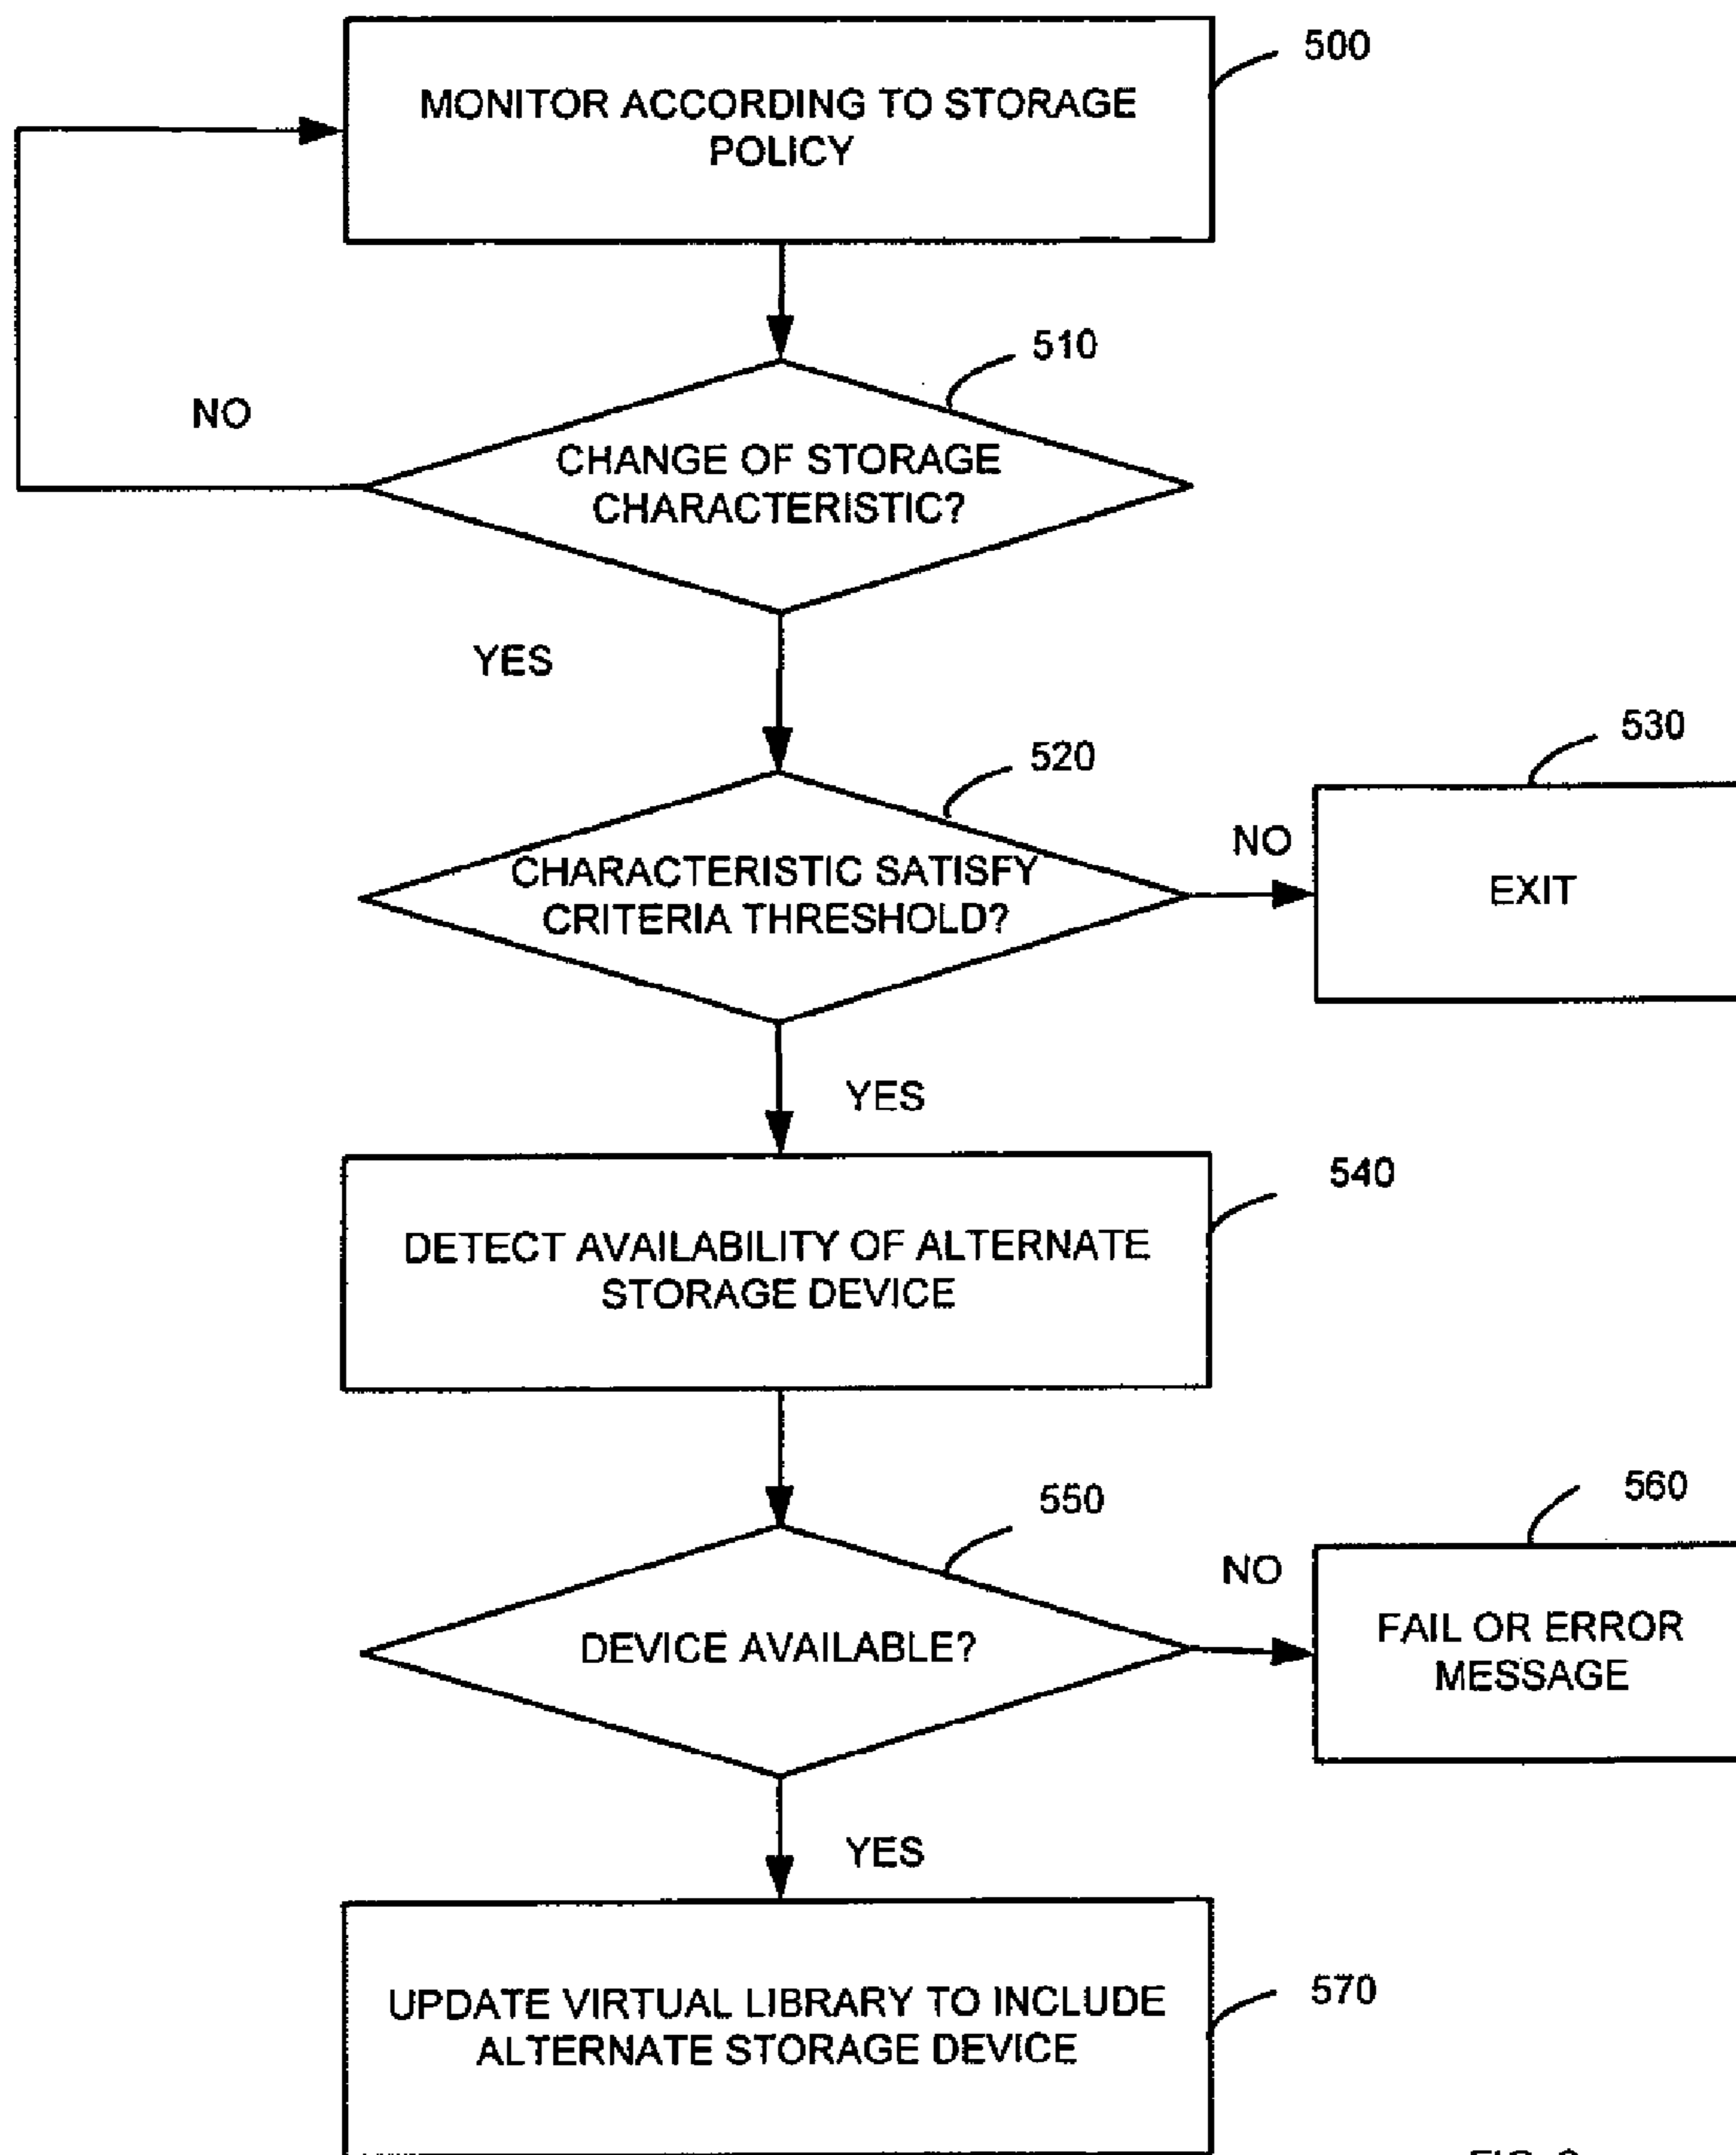 500
MONITOR ACCORDING TO STORAGE
POLICY
510
NO
CHANGE OF STORAGE
CHARACTERISTIC?
YES
520
530
CHARACTERISTIC SATISFY
CRITERIA THRESHOLD?
NO
EXIT
YES
540
DETECT AVAILABILITY OF ALTERNATE
STORAGE DEVICE
550
560
NO
DEVICE AVAILABLE?
FAIL OR ERROR
MESSAGE
YES
570
UPDATE VIRTUAL LIBRARY TO INCLUDE
ALTERNATE STORAGE DEVICE